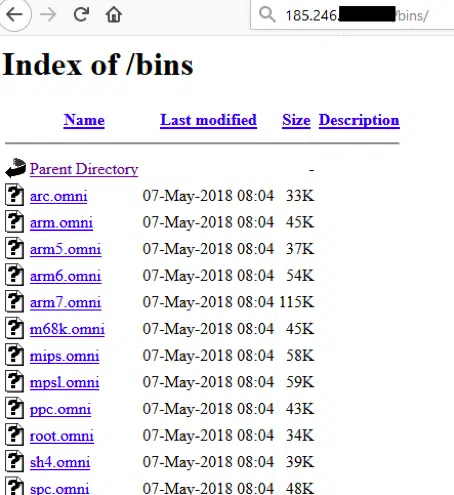 185.246. /bins/
Index of /bins
Name Last modified Size Description
Parent Directory -
arc.omni 07-May-2018 08:04 33K
arm.omni 07-May-2018 08:04 45K
arm5.omni 07-May-2018 08:04 37K
arm6.omni 07-May-2018 08:04 54K
arm7.omni 07-May-2018 08:04 115K
m68k.omni 07-May-2018 08:04 45K
mips.omni 07-May-2018 08:04 58K
mpsl.omni 07-May-2018 08:04 59K
ppc.omni 07-May-2018 08:04 43K
root.omni 07-May-2018 08:04 34K
sh4.omni 07-May-2018 08:04 39K
spc.omni 07-May-2018 08:04 48K